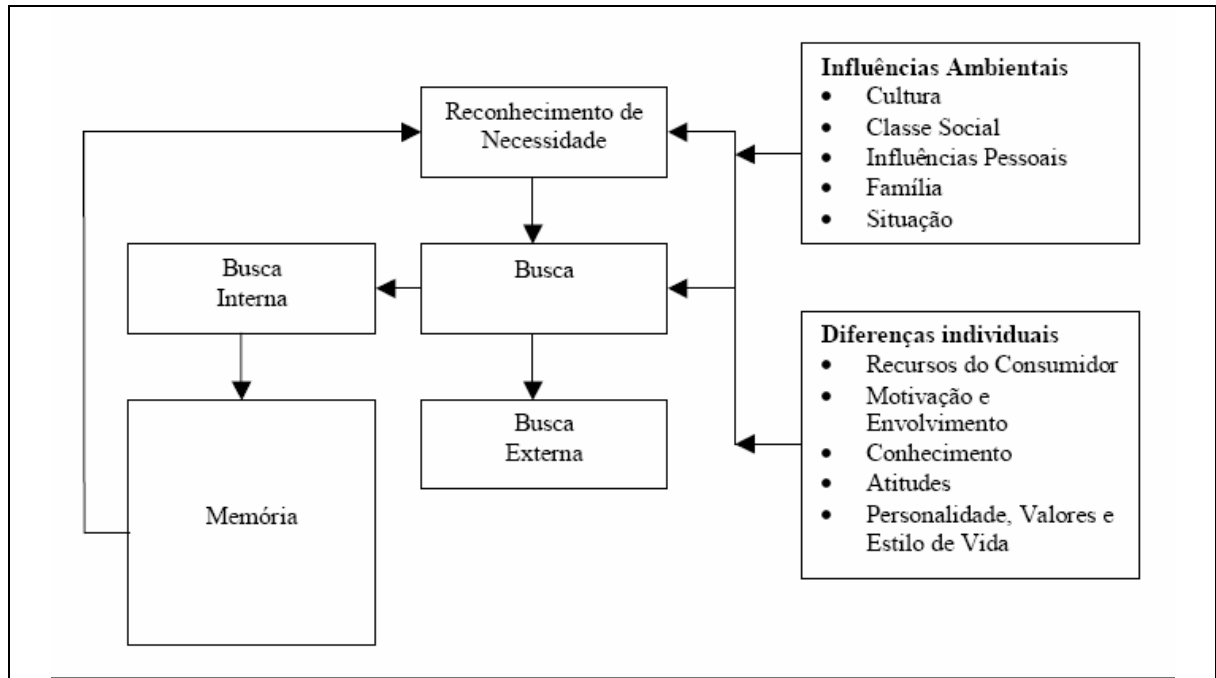 Reconhecimento de
Necessidade
Busca
Interna
Busca
Memória
Busca
Externa
Influências Ambientais
• Cultura
• Classe Social
• Influências Pessoais
• Família
• Situação
Diferenças individuais
• Recursos do Consumidor
• Motivação e
Envolvimento
• Conhecimento
• Atitudes
• Personalidade, Valores e
Estilo de Vida